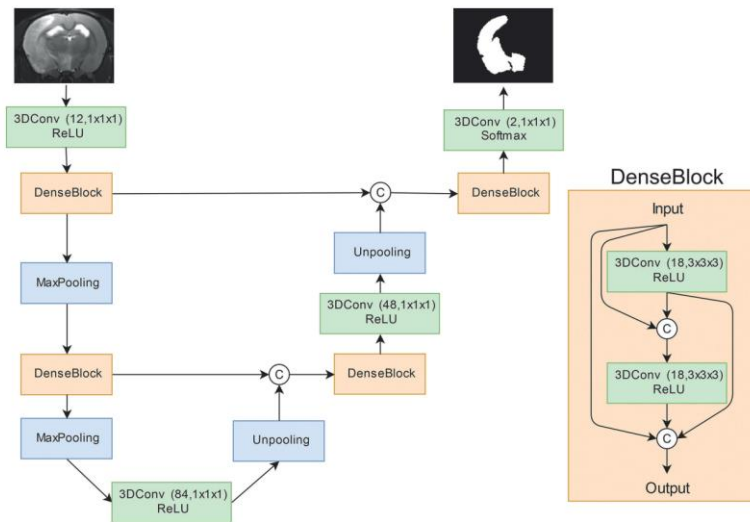 3DConv (12,1x1x1)
ReLU
DenseBlock
MaxPooling
DenseBlock
MaxPooling
3DConv (84,1x1x1)
ReLU
Unpooling
C
DenseBlock
3DConv (48,1x1x1)
ReLU
Unpooling
C
DenseBlock
3DConv (2,1x1x1)
Softmax
DenseBlock
Input
3DConv (18,3x3x3)
ReLU
C
3DConv (18,3x3x3)
ReLU
C
Output